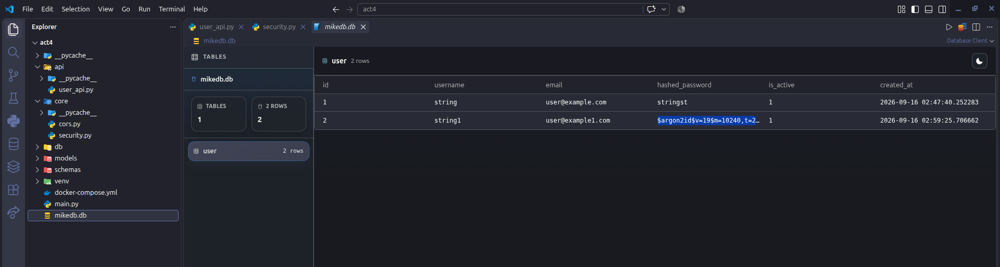 File Edit Selection View Go Run Terminal Help
act4
Explorer
act4
__pycache__
api
__pycache__
user_api.py
core
__pycache__
cors.py
security.py
db
models
schemas
venv
docker-compose.yml
main.py
mikedb.db
user_api.py security.py mikedb.db
mikedb.db
Database Client
TABLES
mikedb.db
TABLES
1
2 ROWS
2
user 2 rows
user 2 rows
id username email hashed_password is_active created_at
1 string user@example.com stringst 1 2026-09-16 02:47:40.252283
2 string1 user@example1.com $argon2id$v=19$m=10240,t=2… 1 2026-09-16 02:59:25.706662